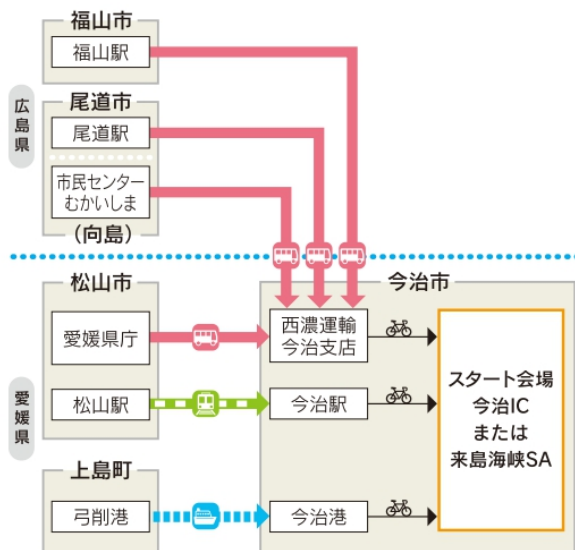 福山市
福山駅
広島県
尾道市
尾道駅
市民センター
むかいしま
(向島)
松山市
今治市
愛媛県庁
西濃運輸
今治支店
スタート会場
今治IC
または
来島海峡SA
愛媛県
松山駅
今治駅
上島町
弓削港
今治港